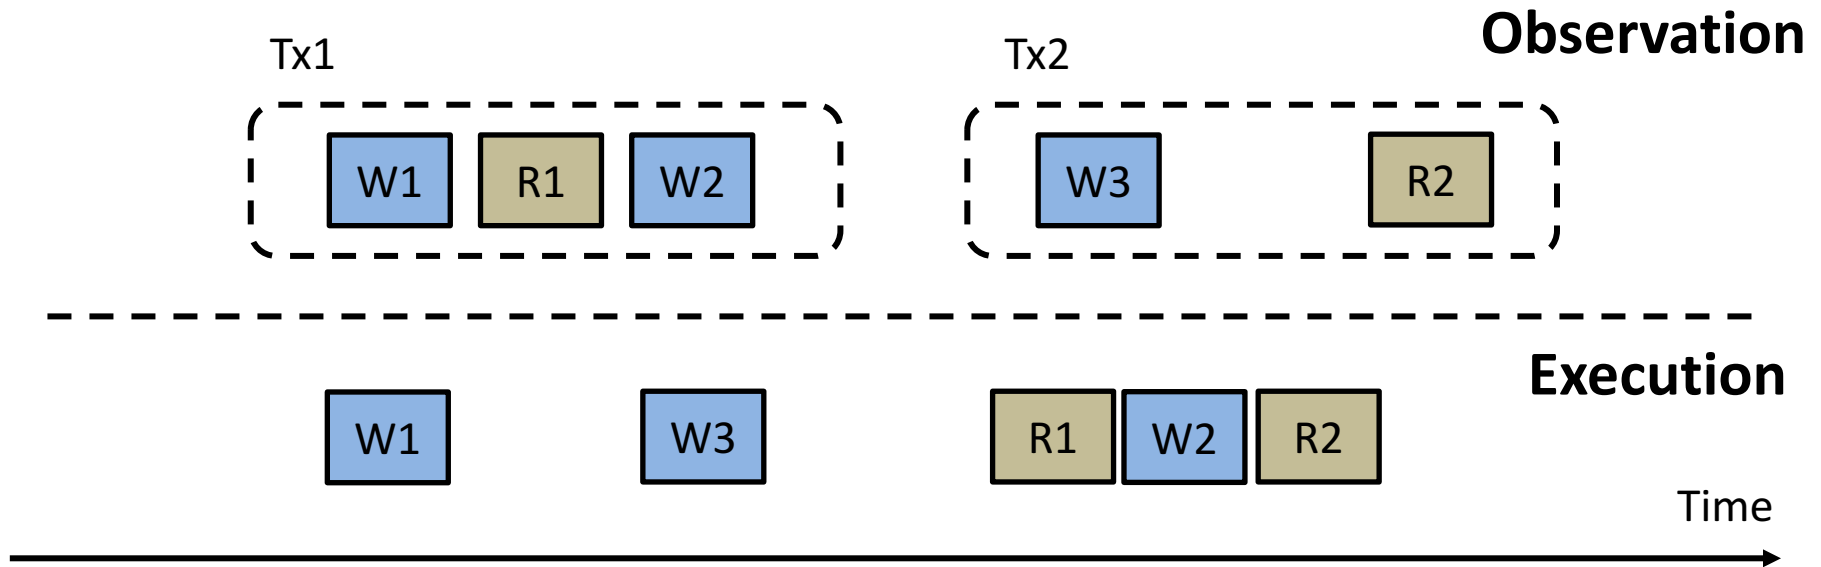 Observation
Tx1
Tx2
W1 R1 W2
W3 R2
Execution
W1 W3 R1 W2 R2
Time